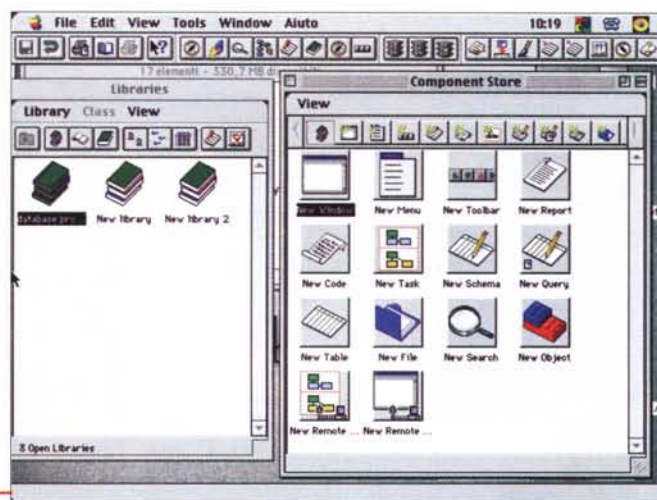 File Edit View Tools Window Aiuto 10:19
17 elementi - 330,7 MB
Libraries
Library Class View
database pro
New library
New library 2
8 Open Libraries
Component Store
View
New Window
New Menu
New Toolbar
New Report
New Code
New Task
New Schema
New Query
New Table
New File
New Search
New Object
New Remote ...
New Remote ...